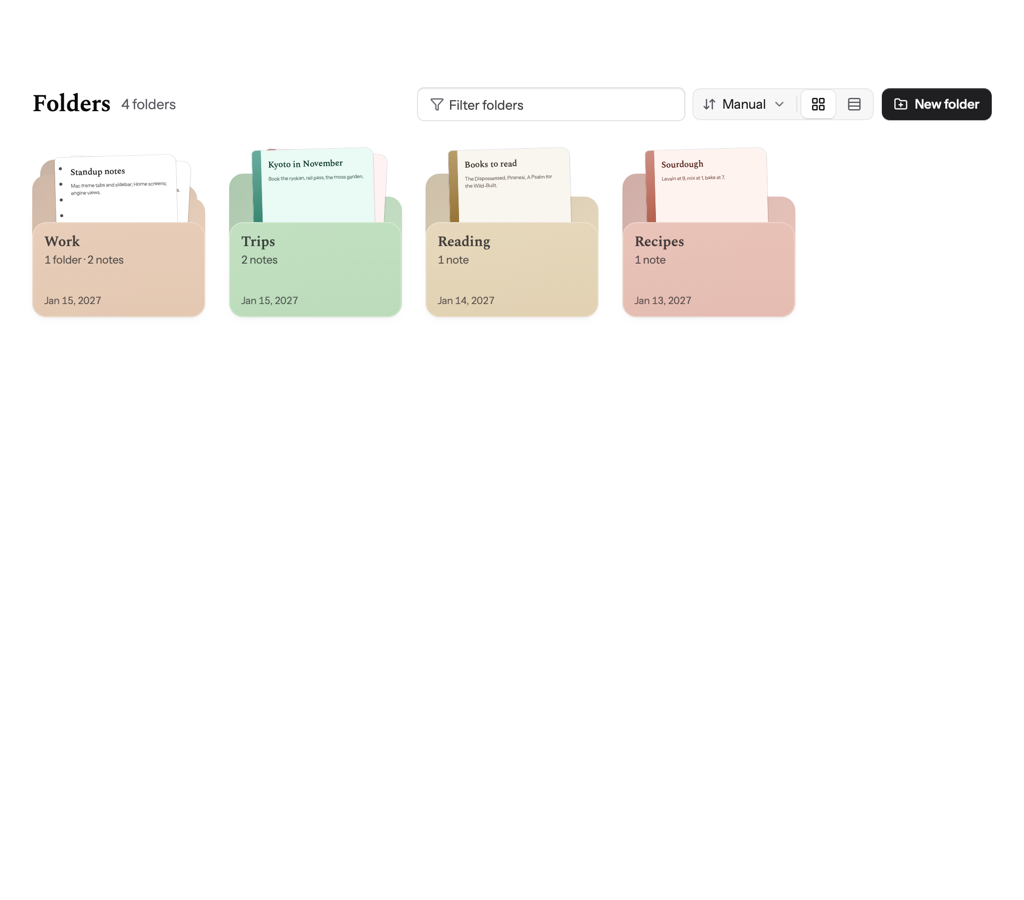 Folders
4 folders
Filter folders
Manual
New folder
Standup notes
Mac iframe tabs and sidebar; Home screens;
engine views.
Work
1 folder · 2 notes
Jan 15, 2027
Kyoto in November
Book the ryokan, rail pass, the moss garden.
Trips
2 notes
Jan 15, 2027
Books to read
The Dispossessed, Piranesi, A Psalm for
the Wild-Built.
Reading
1 note
Jan 14, 2027
Sourdough
Levain at 9, mix at 1, bake at 7.
Recipes
1 note
Jan 13, 2027